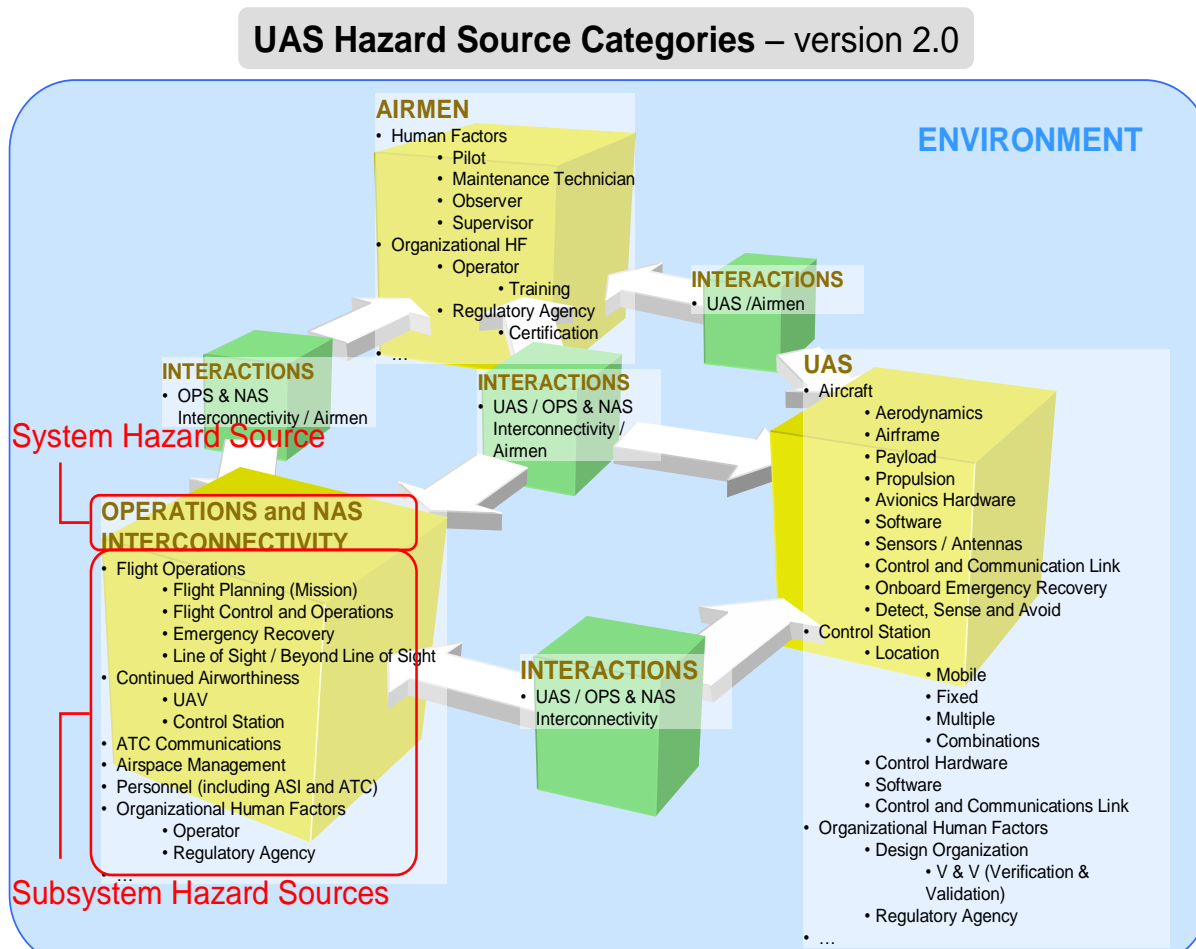 UAS Hazard Source Categories – version 2.0
ENVIRONMENT
AIRMEN
• Human Factors
• Pilot
• Maintenance Technician
• Observer
• Supervisor
• Organizational HF
• Operator
• Training
• Regulatory Agency
• Certification
• ...
INTERACTIONS
• UAS /Airmen
INTERACTIONS
• OPS & NAS
Interconnectivity / Airmen
INTERACTIONS
• UAS / OPS & NAS
Interconnectivity /
Airmen
UAS
• Aircraft
• Aerodynamics
• Airframe
• Payload
• Propulsion
• Avionics Hardware
• Software
• Sensors / Antennas
• Control and Communication Link
• Onboard Emergency Recovery
• Detect, Sense and Avoid
• Control Station
• Location
• Mobile
• Fixed
• Multiple
• Combinations
• Control Hardware
• Software
• Control and Communications Link
• Organizational Human Factors
• Design Organization
• V & V (Verification &
Validation)
• Regulatory Agency
• ...
System Hazard Source
OPERATIONS and NAS
INTERCONNECTIVITY
• Flight Operations
• Flight Planning (Mission)
• Flight Control and Operations
• Emergency Recovery
• Line of Sight / Beyond Line of Sight
• Continued Airworthiness
• UAV
• Control Station
• ATC Communications
• Airspace Management
• Personnel (including ASI and ATC)
• Organizational Human Factors
• Operator
• Regulatory Agency
• ...
Subsystem Hazard Sources
INTERACTIONS
• UAS / OPS & NAS
Interconnectivity